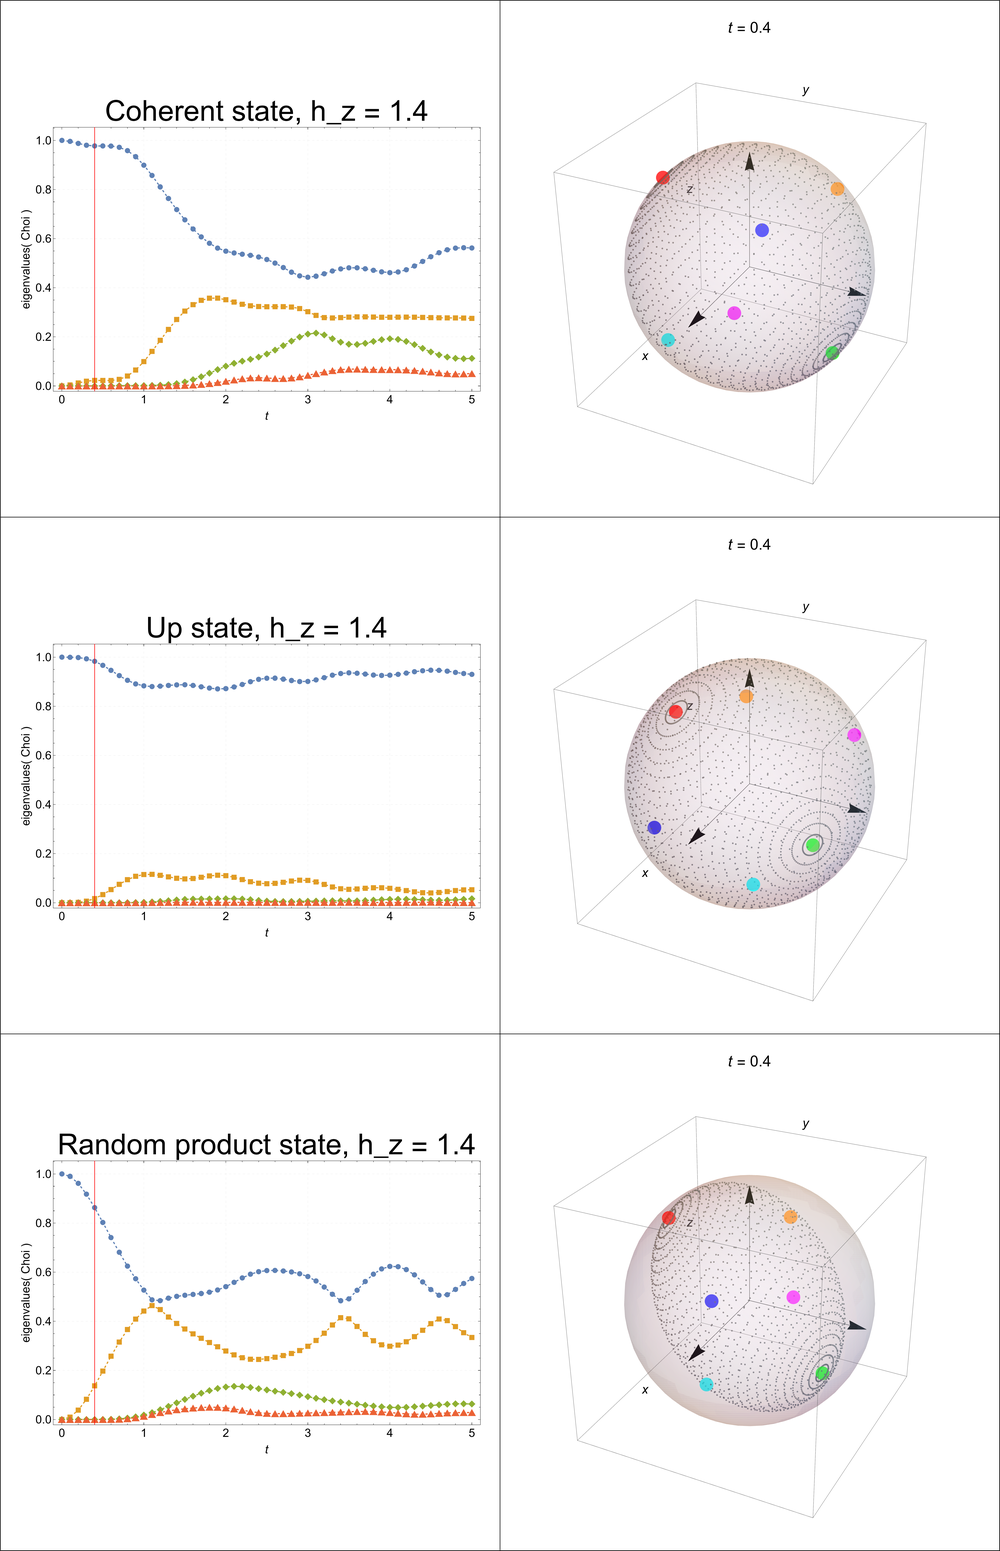 Coherent state, h_z = 1.4
eigenvalues( Choi )
1.0
0.8
0.6
0.4
0.2
0.0
0 1 2 3 4 5
t
t = 0.4
y
z
x
Up state, h_z = 1.4
eigenvalues( Choi )
1.0
0.8
0.6
0.4
0.2
0.0
0 1 2 3 4 5
t
t = 0.4
y
z
x
Random product state, h_z = 1.4
eigenvalues( Choi )
1.0
0.8
0.6
0.4
0.2
0.0
0 1 2 3 4 5
t
t = 0.4
y
z
x